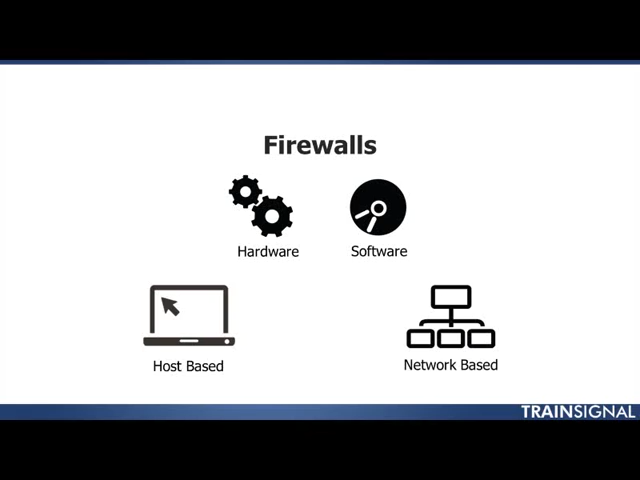 Firewalls
Hardware
Software
Host Based
Network Based
TRAINSIGNAL